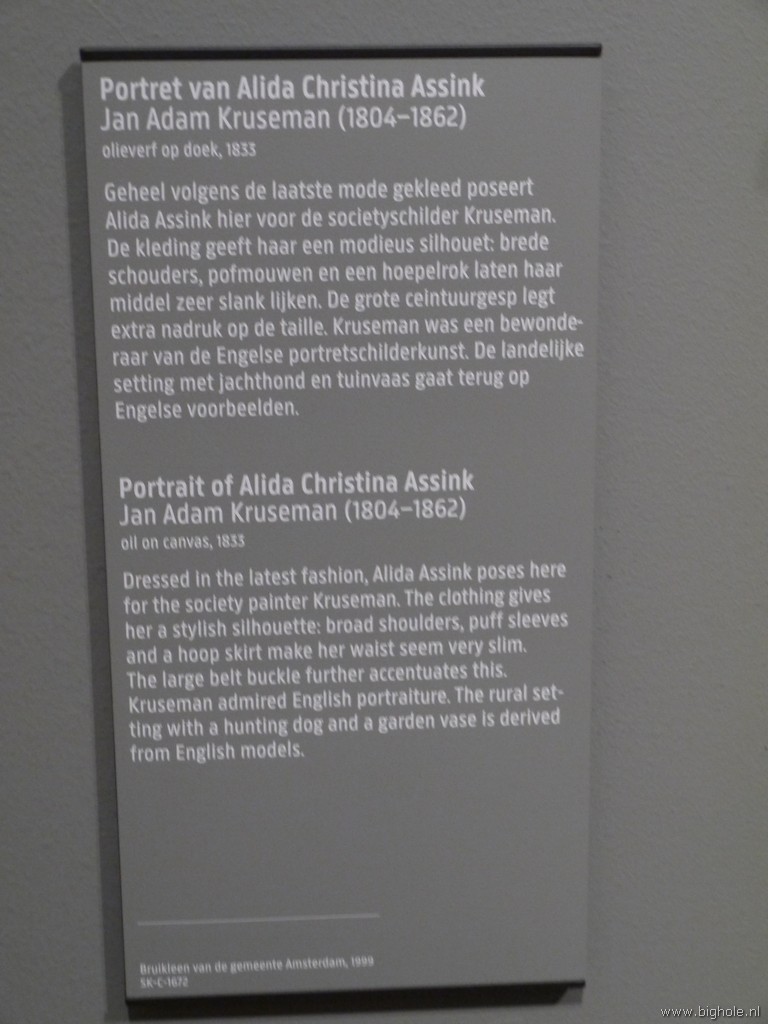 Portret van Alida Christina Assink
Jan Adam Kruseman (1804–1862)
olieverf op doek, 1833
Geheel volgens de laatste mode gekleed poseert
Alida Assink hier voor de societyschilder Kruseman.
De kleding geeft haar een modieus silhouet: brede
schouders, pofmouwen en een hoepelrok laten haar
middel zeer slank lijken. De grote ceintuurgesp legt
extra nadruk op de taille. Kruseman was een bewonde-
raar van de Engelse portretschilderkunst. De landelijke
setting met jachthond en tuinvaas gaat terug op
Engelse voorbeelden.
Portrait of Alida Christina Assink
Jan Adam Kruseman (1804–1862)
oil on canvas, 1833
Dressed in the latest fashion, Alida Assink poses here
for the society painter Kruseman. The clothing gives
her a stylish silhouette: broad shoulders, puff sleeves
and a hoop skirt make her waist seem very slim.
The large belt buckle further accentuates this.
Kruseman admired English portraiture. The rural set-
ting with a hunting dog and a garden vase is derived
from English models.
Bruikleen van de gemeente Amsterdam, 1999
SK-C-1672
www.bighole.nl